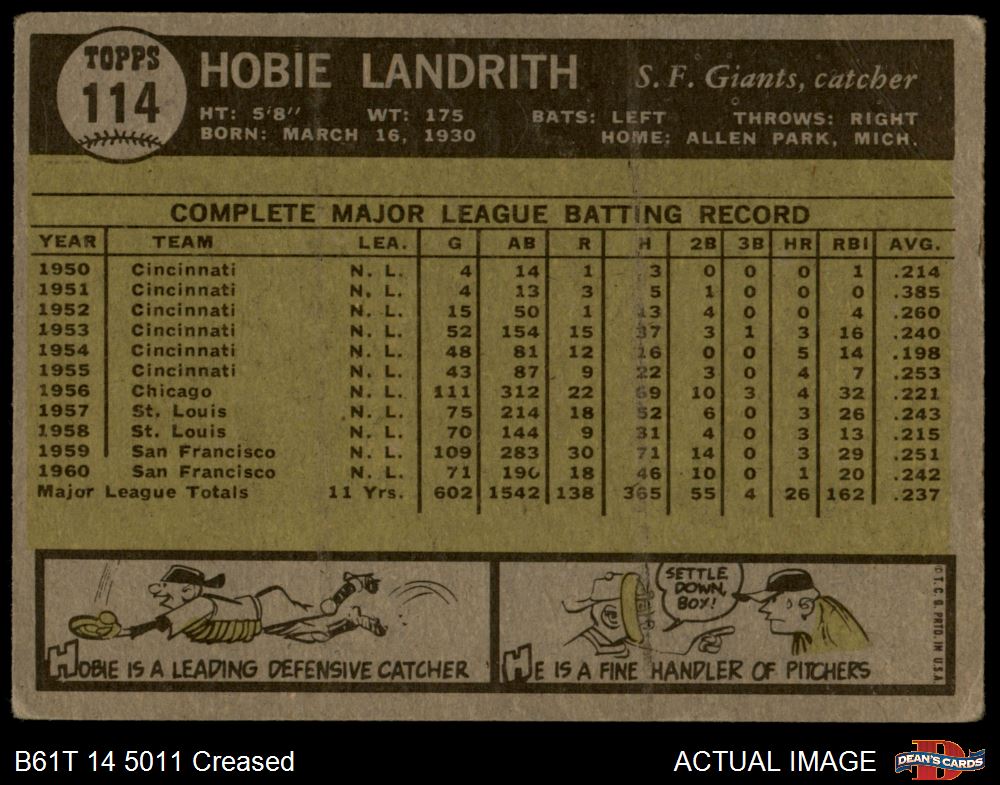 TOPPS
114
HOBIE LANDRITH S. F. Giants, catcher
HT: 5'8" WT: 175 BATS: LEFT THROWS: RIGHT
BORN: MARCH 16, 1930 HOME: ALLEN PARK, MICH.
COMPLETE MAJOR LEAGUE BATTING RECORD
YEAR TEAM LEA. G AB R H 2B 3B HR RBI AVG.
1950 Cincinnati N. L. 4 14 1 3 0 0 0 1 .214
1951 Cincinnati N. L. 4 13 3 5 1 0 0 0 .385
1952 Cincinnati N. L. 15 50 1 13 4 0 0 4 .260
1953 Cincinnati N. L. 52 154 15 37 3 1 3 16 .240
1954 Cincinnati N. L. 48 81 12 16 0 0 5 14 .198
1955 Cincinnati N. L. 43 87 9 22 3 0 4 7 .253
1956 Chicago N. L. 111 312 22 69 10 3 4 32 .221
1957 St. Louis N. L. 75 214 18 52 6 0 3 26 .243
1958 St. Louis N. L. 70 144 9 31 4 0 3 13 .215
1959 San Francisco N. L. 109 283 30 71 14 0 3 29 .251
1960 San Francisco N. L. 71 190 18 46 10 0 1 20 .242
Major League Totals 11 Yrs. 602 1542 138 365 55 4 26 162 .237
HOBIE IS A LEADING DEFENSIVE CATCHER
SETTLE
DOWN,
BOY!
HE IS A FINE HANDLER OF PITCHERS
© T. C. G. PRTD. IN U.S.A.
B61T 14 5011 Creased
ACTUAL IMAGE
DEAN'S CARDS